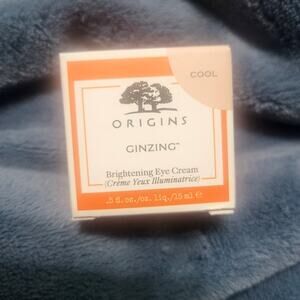 COOL
ORIGINS
GINZING™
Brightening Eye Cream
(Crème Yeux Illuminatrice)
.5 fl. oz./oz. liq./15 ml ℮